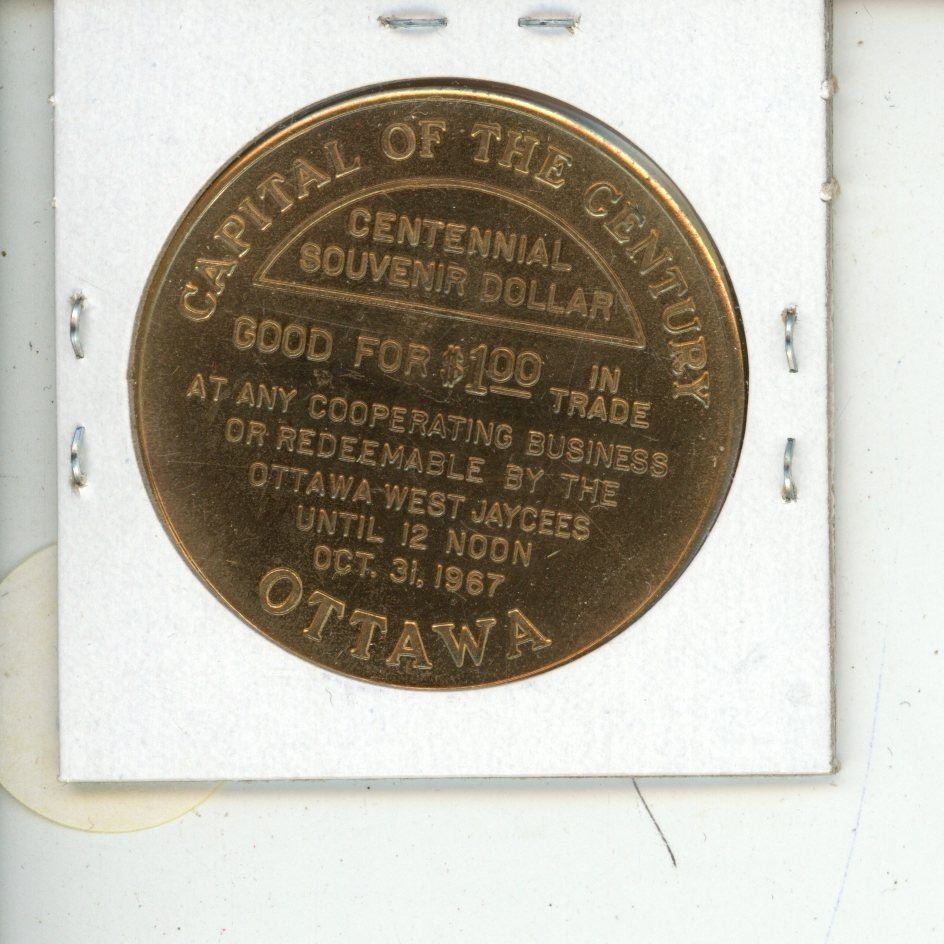 CAPITAL OF THE CENTURY
CENTENNIAL
SOUVENIR DOLLAR
GOOD FOR $1.00 IN TRADE
AT ANY COOPERATING BUSINESS
OR REDEEMABLE BY THE
OTTAWA-WEST JAYCEES
UNTIL 12 NOON
OCT. 31, 1967
OTTAWA